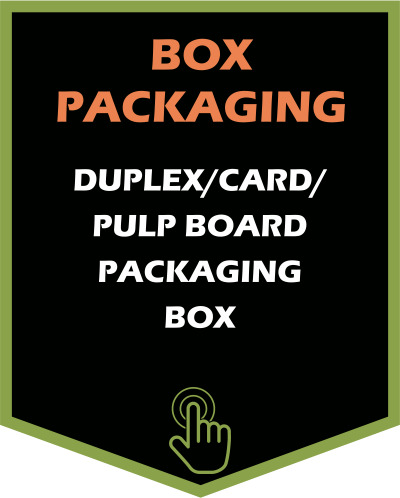 BOX
PACKAGING
DUPLEX/CARD/
PULP BOARD
PACKAGING
BOX